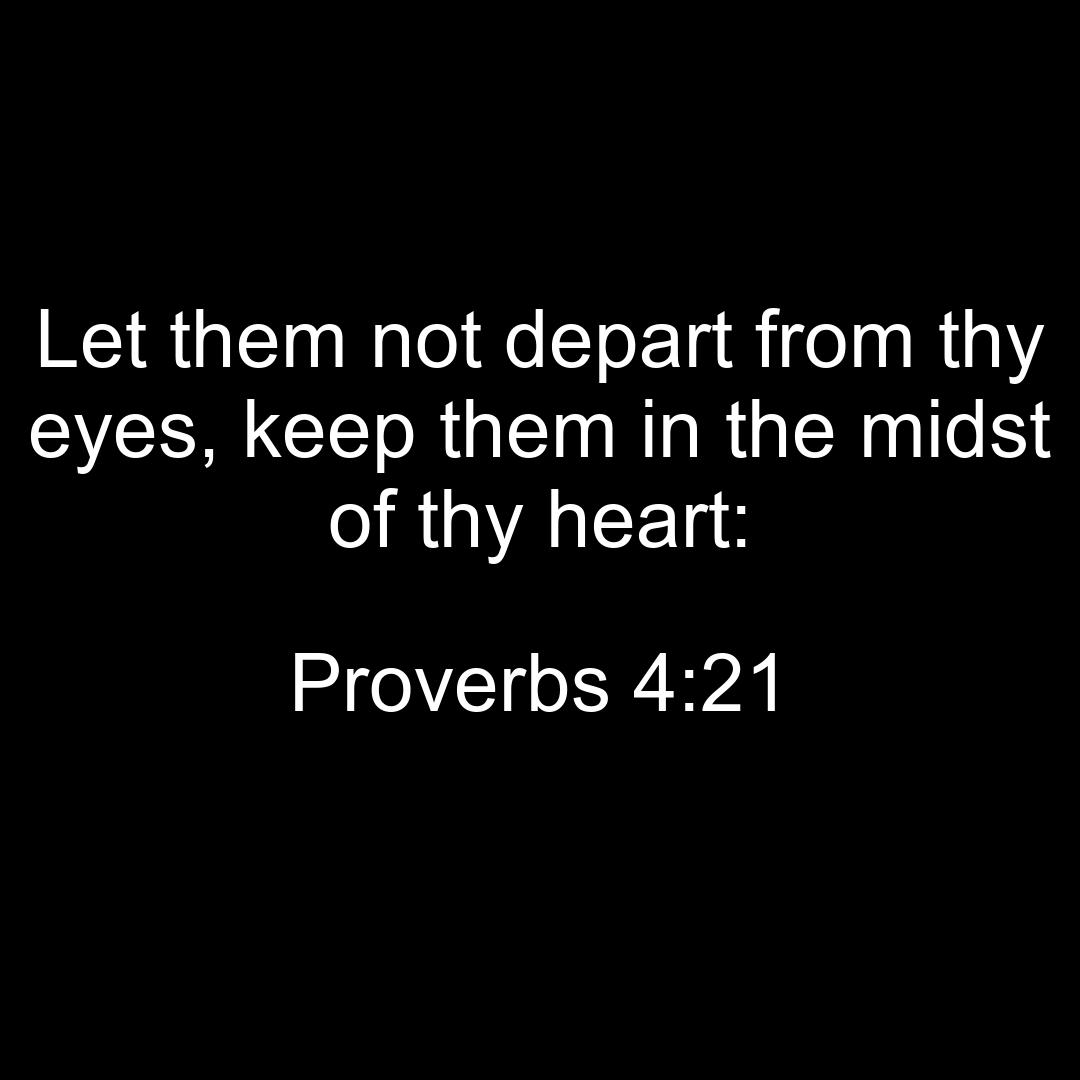 Let them not depart from thy
eyes, keep them in the midst
of thy heart:
Proverbs 4:21